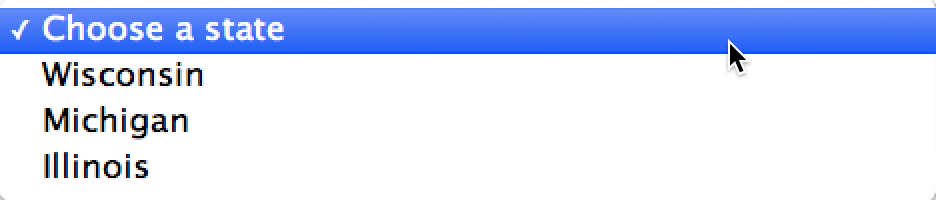 ✓ Choose a state
Wisconsin
Michigan
Illinois